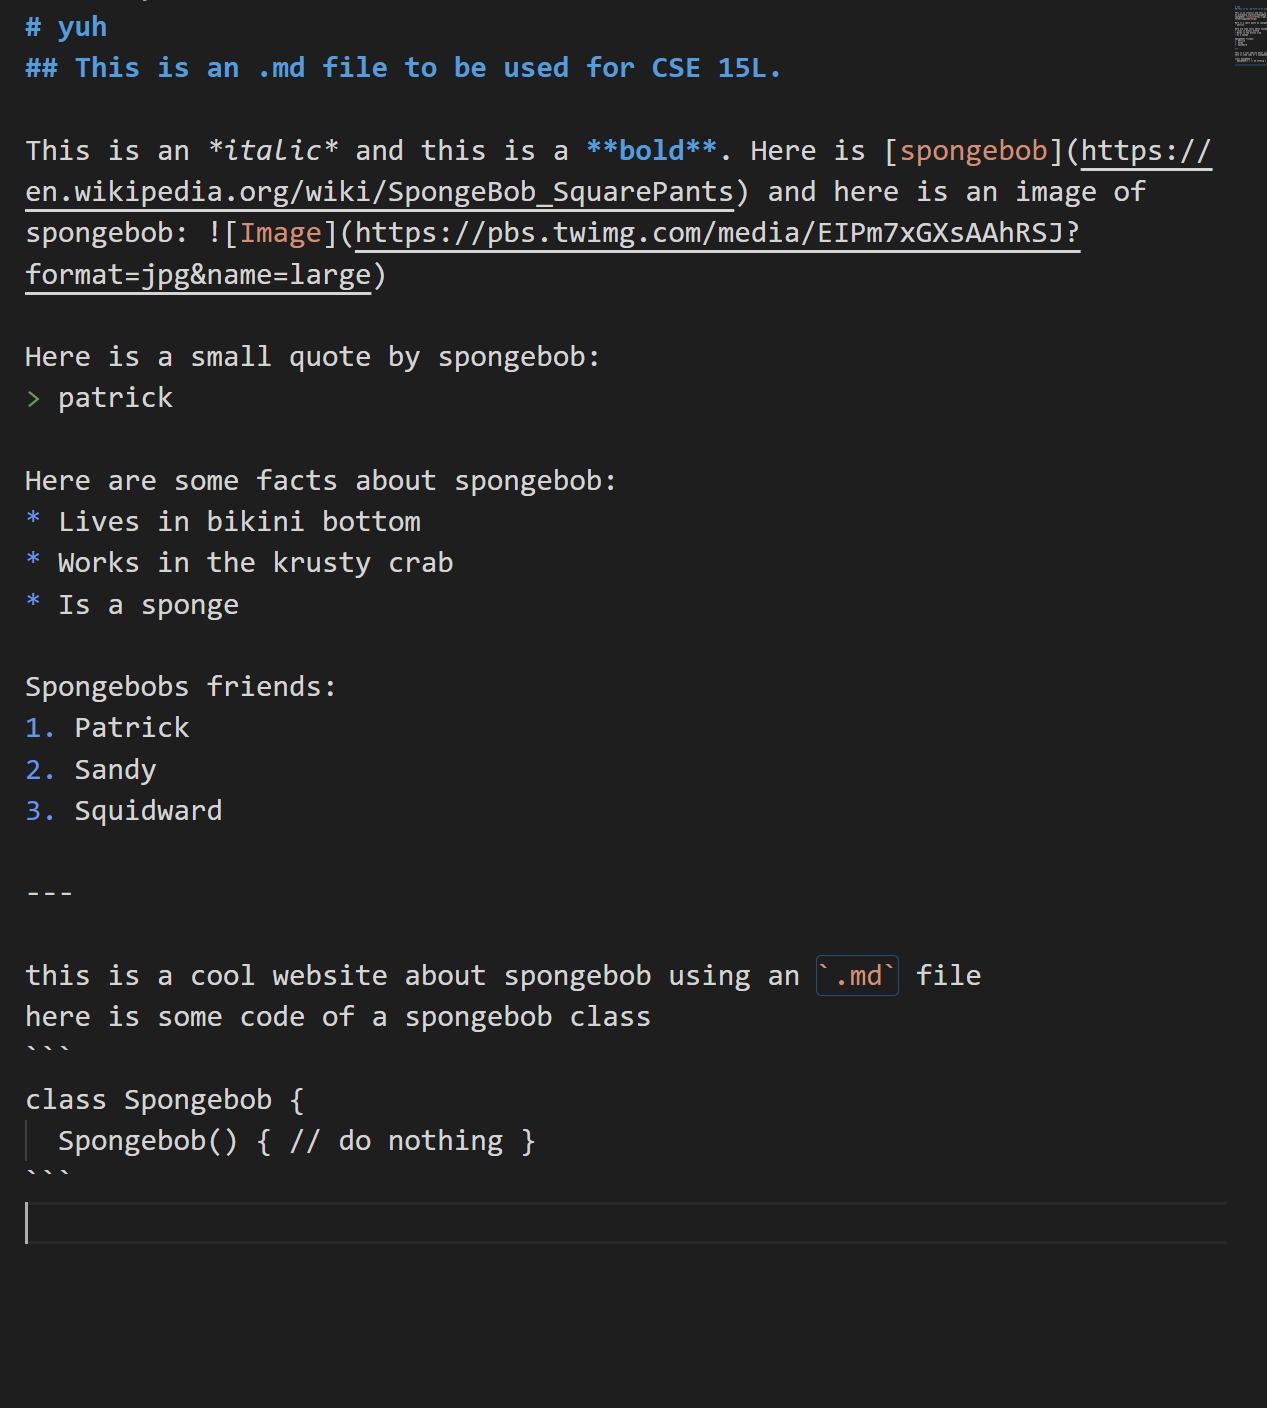 # yuh
## This is an .md file to be used for CSE 15L.
This is an *italic* and this is a **bold**. Here is [spongebob](https://
en.wikipedia.org/wiki/SpongeBob_SquarePants) and here is an image of
spongebob: ![Image](https://pbs.twimg.com/media/EIPm7xGXsAAhRSJ?
format=jpg&name=large)
Here is a small quote by spongebob:
> patrick
Here are some facts about spongebob:
* Lives in bikini bottom
* Works in the krusty crab
* Is a sponge
Spongebobs friends:
1. Patrick
2. Sandy
3. Squidward
---
this is a cool website about spongebob using an `.md` file
here is some code of a spongebob class
```
class Spongebob {
  Spongebob() { // do nothing }
```